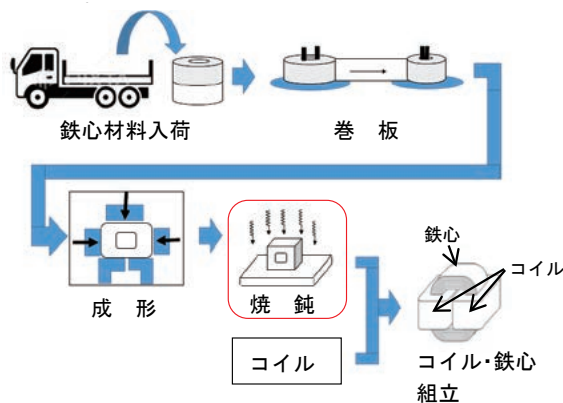 鉄心材料入荷
巻　板
成　形
焼　鈍
コイル
鉄心
コイル
コイル・鉄心
組立